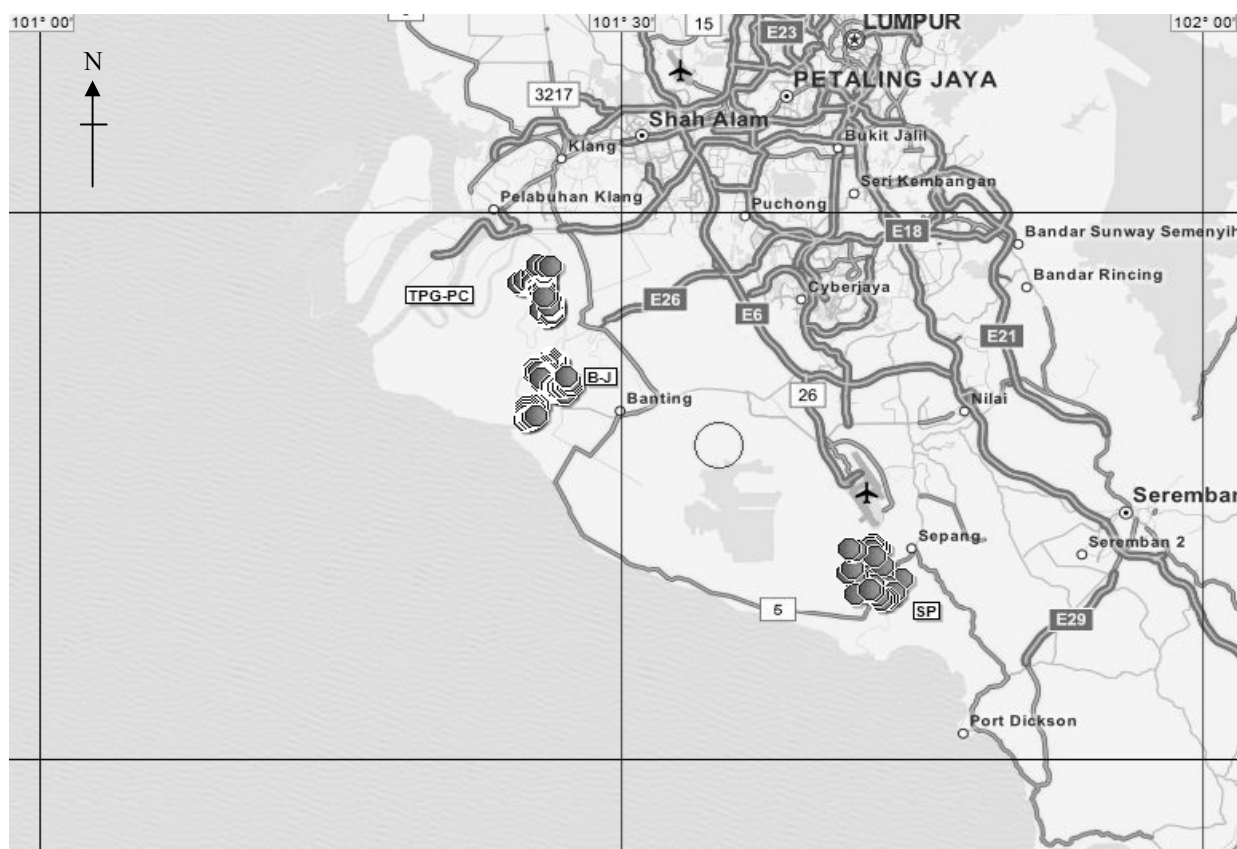 101° 00'
101° 30'
15
E23
LUMPUR
102° 00'
N
PETALING JAYA
3217
Shah Alam
Klang
Bukit Jalil
Seri Kembangan
Pelabuhan Klang
Puchong
E18
Bandar Sunway Semenyih
Bandar Rincing
TPG-PC
E26
Cyberjaya
E6
E21
B-J
Banting
26
Nilai
Seremban
Sepang
Seremban 2
5
SP
E29
Port Dickson